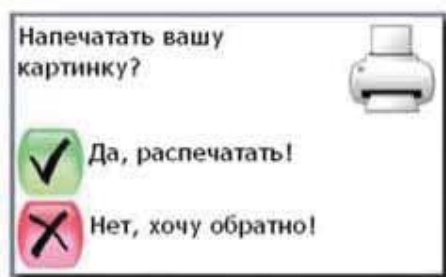 Напечатать вашу
картинку?
Да, распечатать!
Нет, хочу обратно!